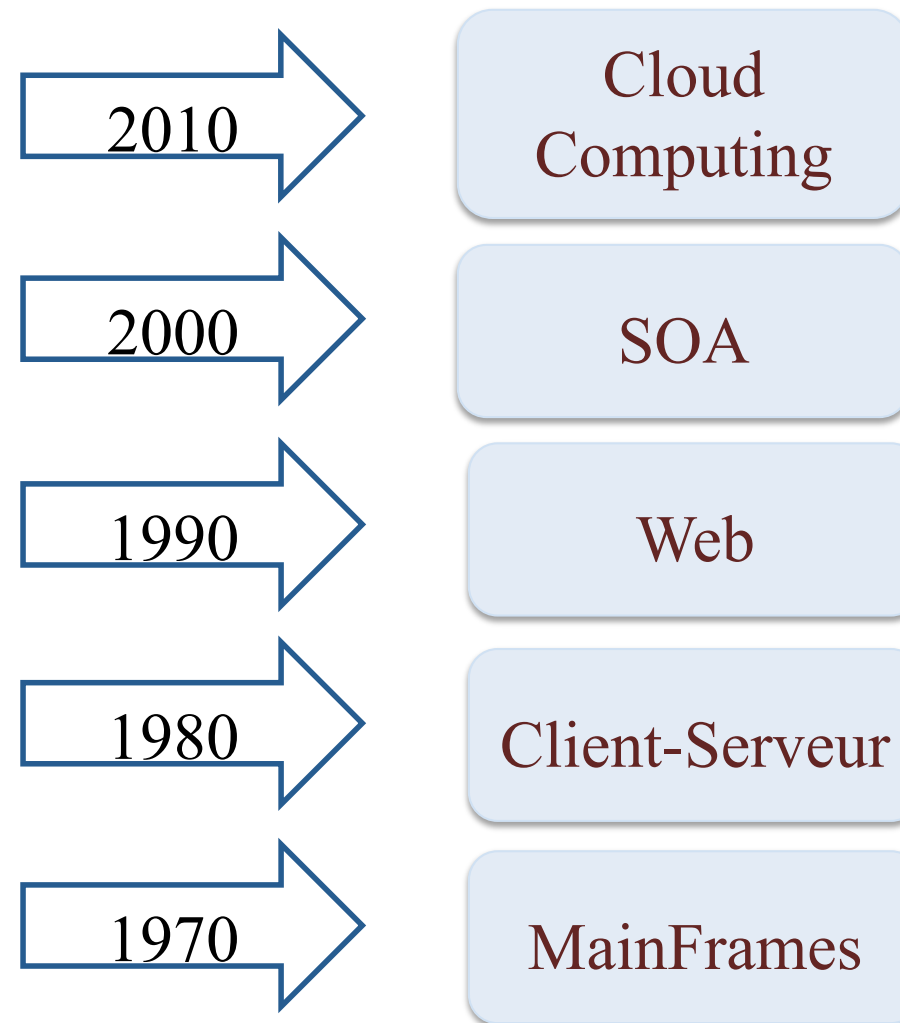 2010
Cloud
Computing
2000
SOA
1990
Web
1980
Client-Serveur
1970
MainFrames